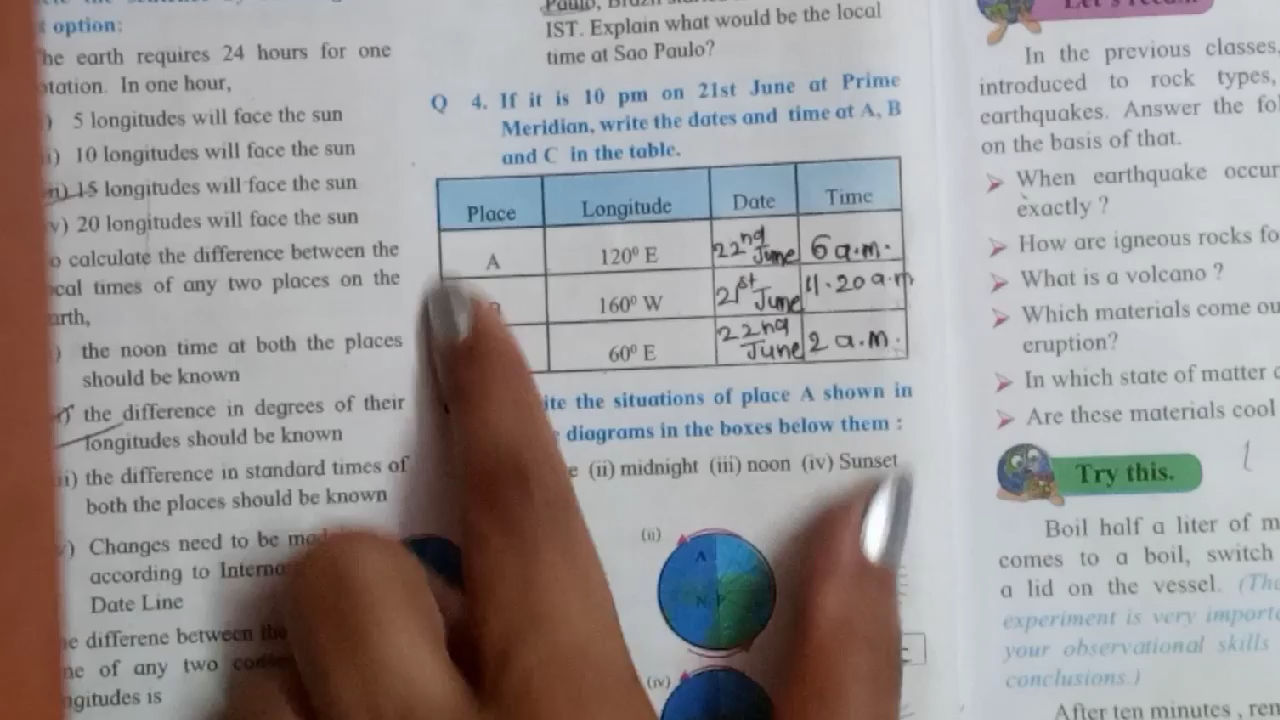 option:
he earth requires 24 hours for one
tation. In one hour,
5 longitudes will face the sun
10 longitudes will face the sun
15 longitudes will face the sun
v) 20 longitudes will face the sun
o calculate the difference between the
cal times of any two places on the
arth,
the noon time at both the places
should be known
the difference in degrees of their
longitudes should be known
ii) the difference in standard times of
both the places should be known
) Changes need to be mad
according to Interna
Date Line
e differene between the
ne of any two
ngitudes is
IST. Explain what would be the local
time at Sao Paulo?
Q 4. If it is 10 pm on 21st June at Prime
Meridian, write the dates and time at A, B
and C in the table.
Place Longitude Date Time
A 120⁰ E 22nd June 6 a.m.
160⁰ W 21st June 11.20 a.m
60⁰ E 22nd June 2 a.m.
ite the situations of place A shown in
diagrams in the boxes below them :
e (ii) midnight (iii) noon (iv) Sunset
(ii)
A
N P
(iv)
In the previous classes,
introduced to rock types,
earthquakes. Answer the fo
on the basis of that.
➢ When earthquake occur
exactly ?
➢ How are igneous rocks fo
➢ What is a volcano ?
➢ Which materials come ou
eruption?
➢ In which state of matter
➢ Are these materials cool
Try this.
Boil half a liter of m
comes to a boil, switch
a lid on the vessel. (The
experiment is very importa
your observational skills
conclusions.)
After ten minutes , rem